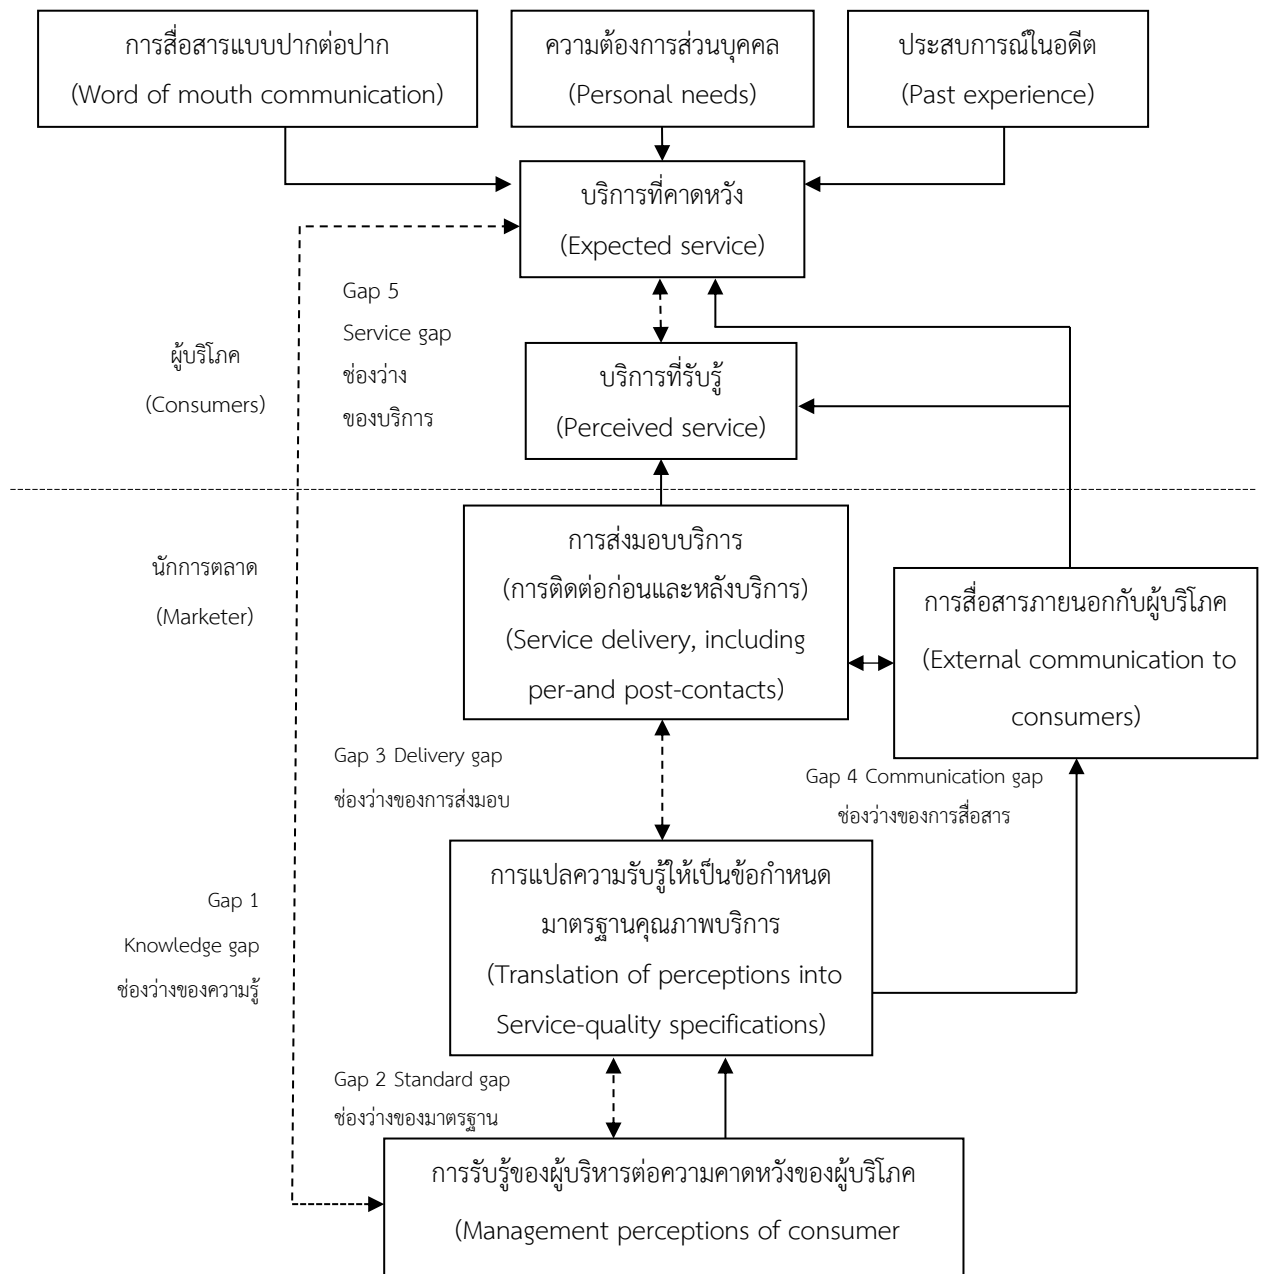 การสื่อสารแบบปากต่อปาก
(Word of mouth communication)
ความต้องการส่วนบุคคล
(Personal needs)
ประสบการณ์ในอดีต
(Past experience)
บริการที่คาดหวัง
(Expected service)
Gap 5
Service gap
ช่องว่าง
ของบริการ
ผู้บริโภค
(Consumers)
บริการที่รับรู้
(Perceived service)
นักการตลาด
(Marketer)
การส่งมอบบริการ
(การติดต่อก่อนและหลังบริการ)
(Service delivery, including
per-and post-contacts)
การสื่อสารภายนอกกับผู้บริโภค
(External communication to
consumers)
Gap 3 Delivery gap
ช่องว่างของการส่งมอบ
Gap 4 Communication gap
ช่องว่างของการสื่อสาร
การแปลความรับรู้ให้เป็นข้อกำหนด
มาตรฐานคุณภาพบริการ
(Translation of perceptions into
Service-quality specifications)
Gap 1
Knowledge gap
ช่องว่างของความรู้
Gap 2 Standard gap
ช่องว่างของมาตรฐาน
การรับรู้ของผู้บริหารต่อความคาดหวังของผู้บริโภค
(Management perceptions of consumer